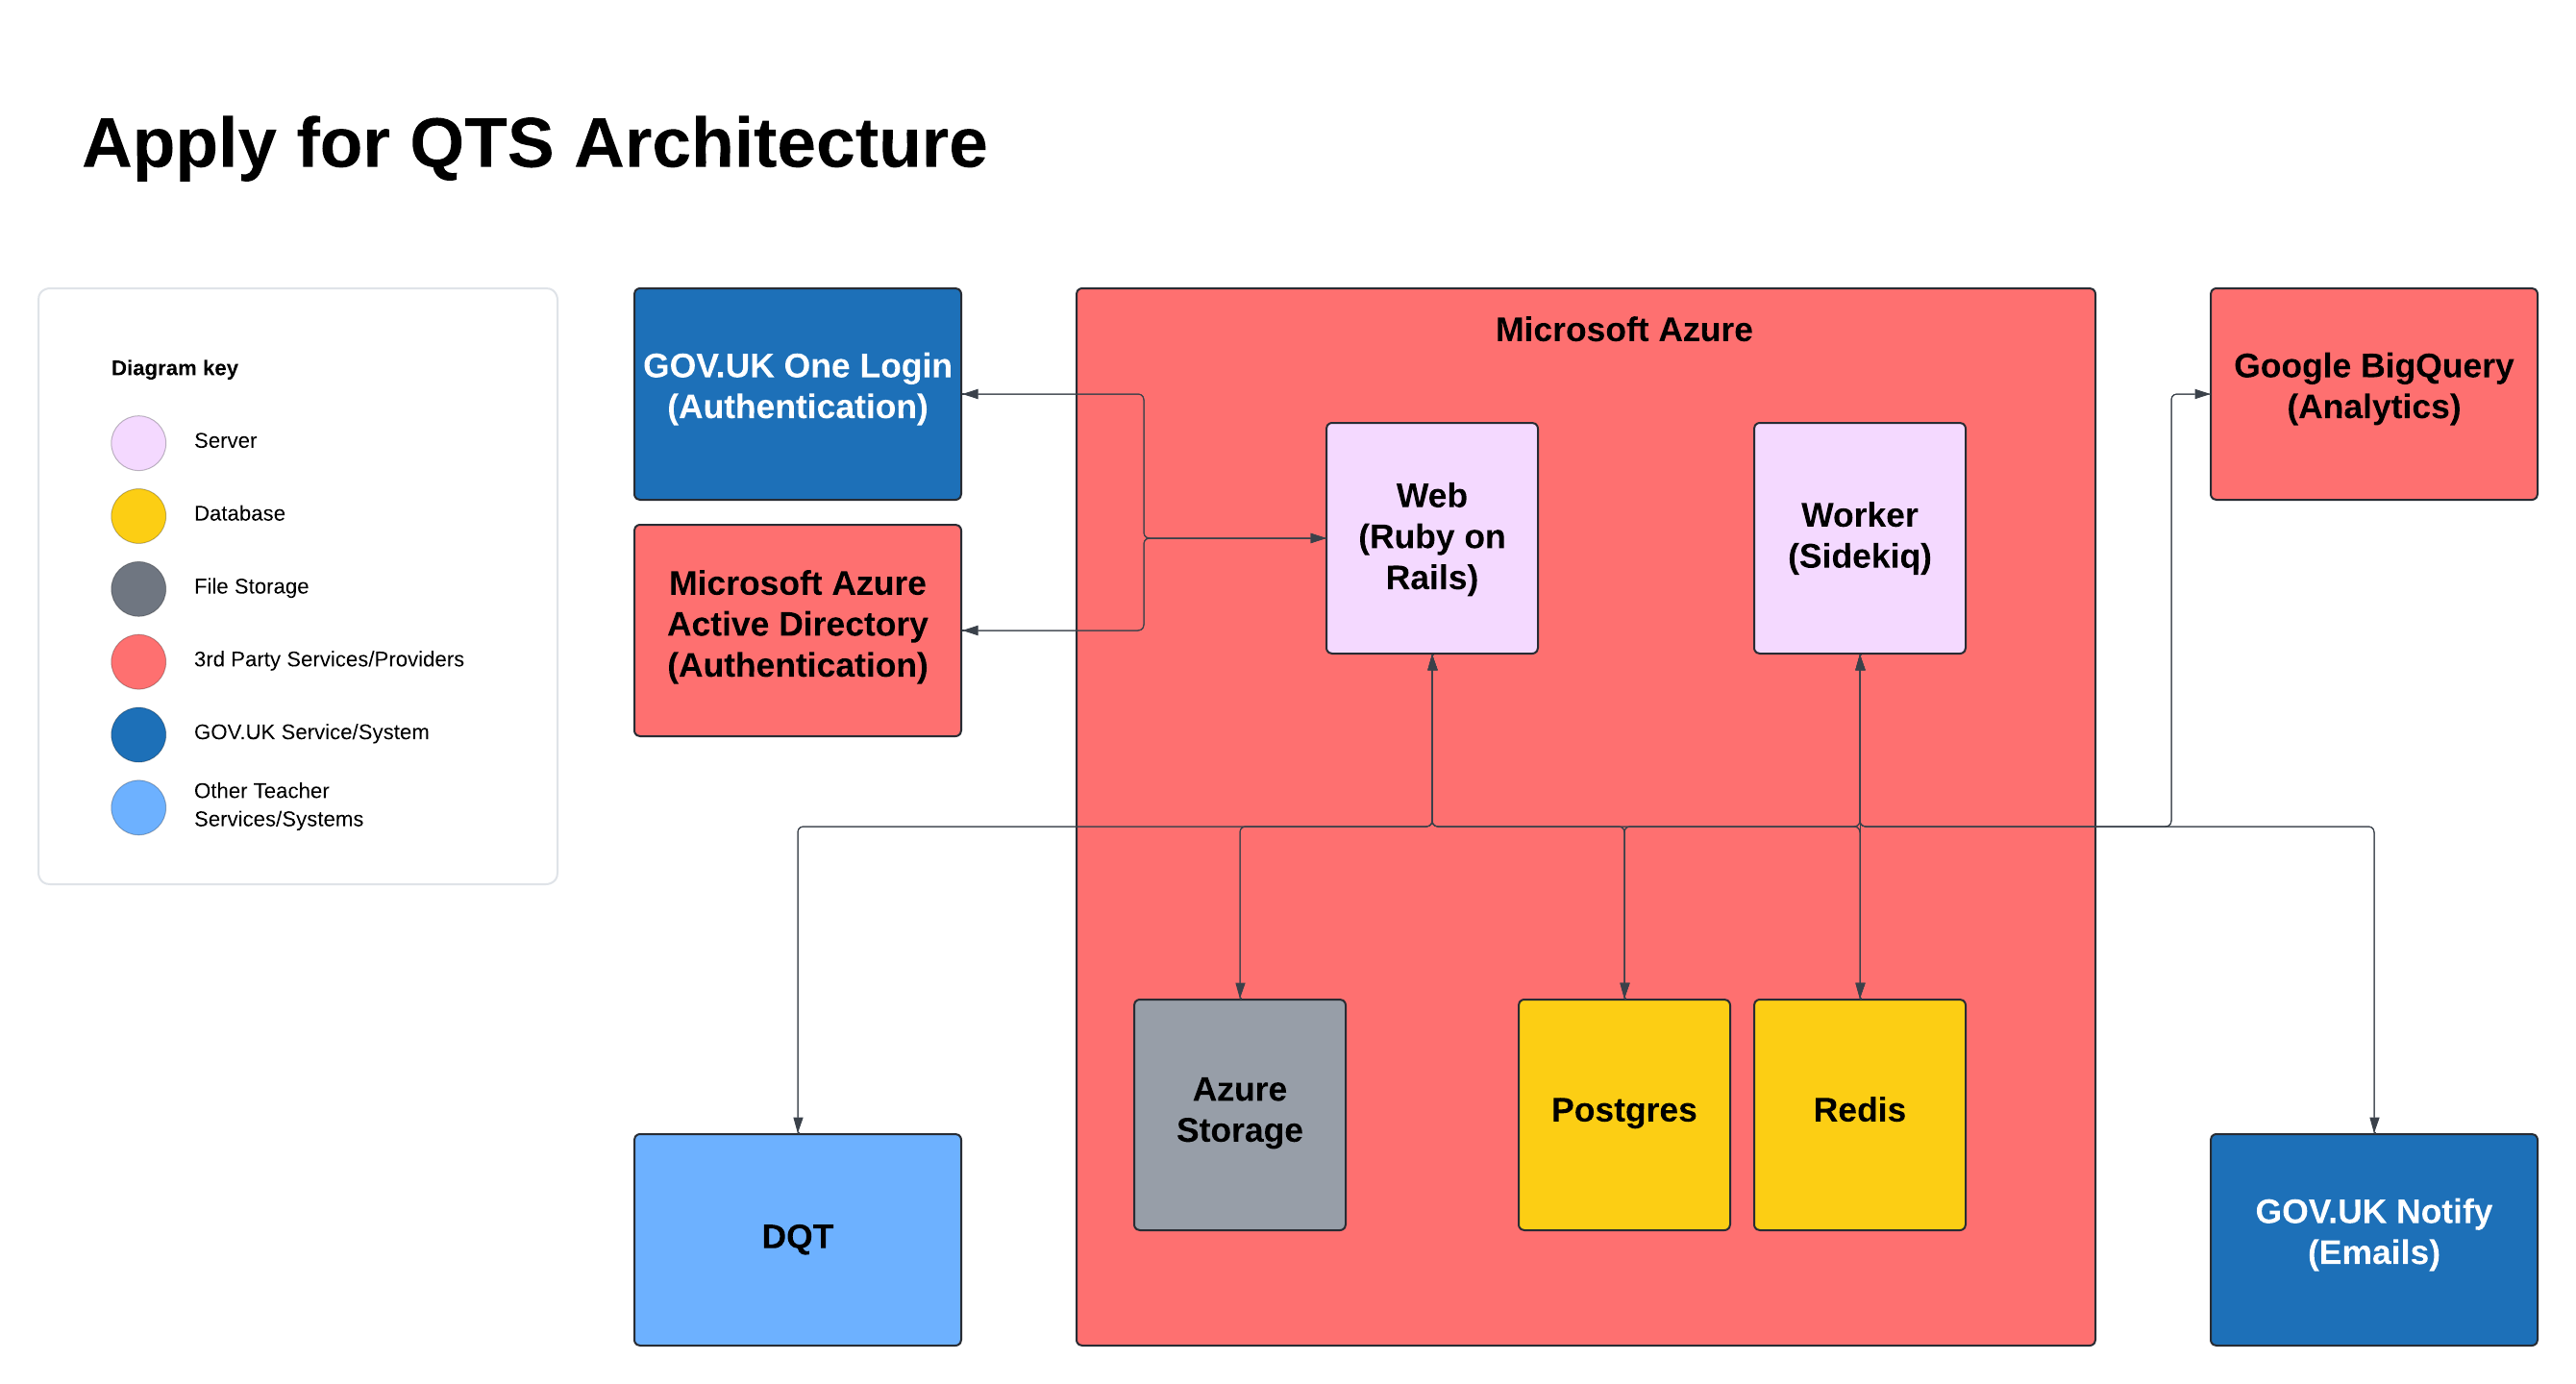 Apply for QTS Architecture
Diagram key
Server
Database
File Storage
3rd Party Services/Providers
GOV.UK Service/System
Other Teacher
Services/Systems
GOV.UK One Login
(Authentication)
Microsoft Azure
Active Directory
(Authentication)
Microsoft Azure
Web
(Ruby on
Rails)
Worker
(Sidekiq)
Google BigQuery
(Analytics)
Azure
Storage
Postgres
Redis
DQT
GOV.UK Notify
(Emails)